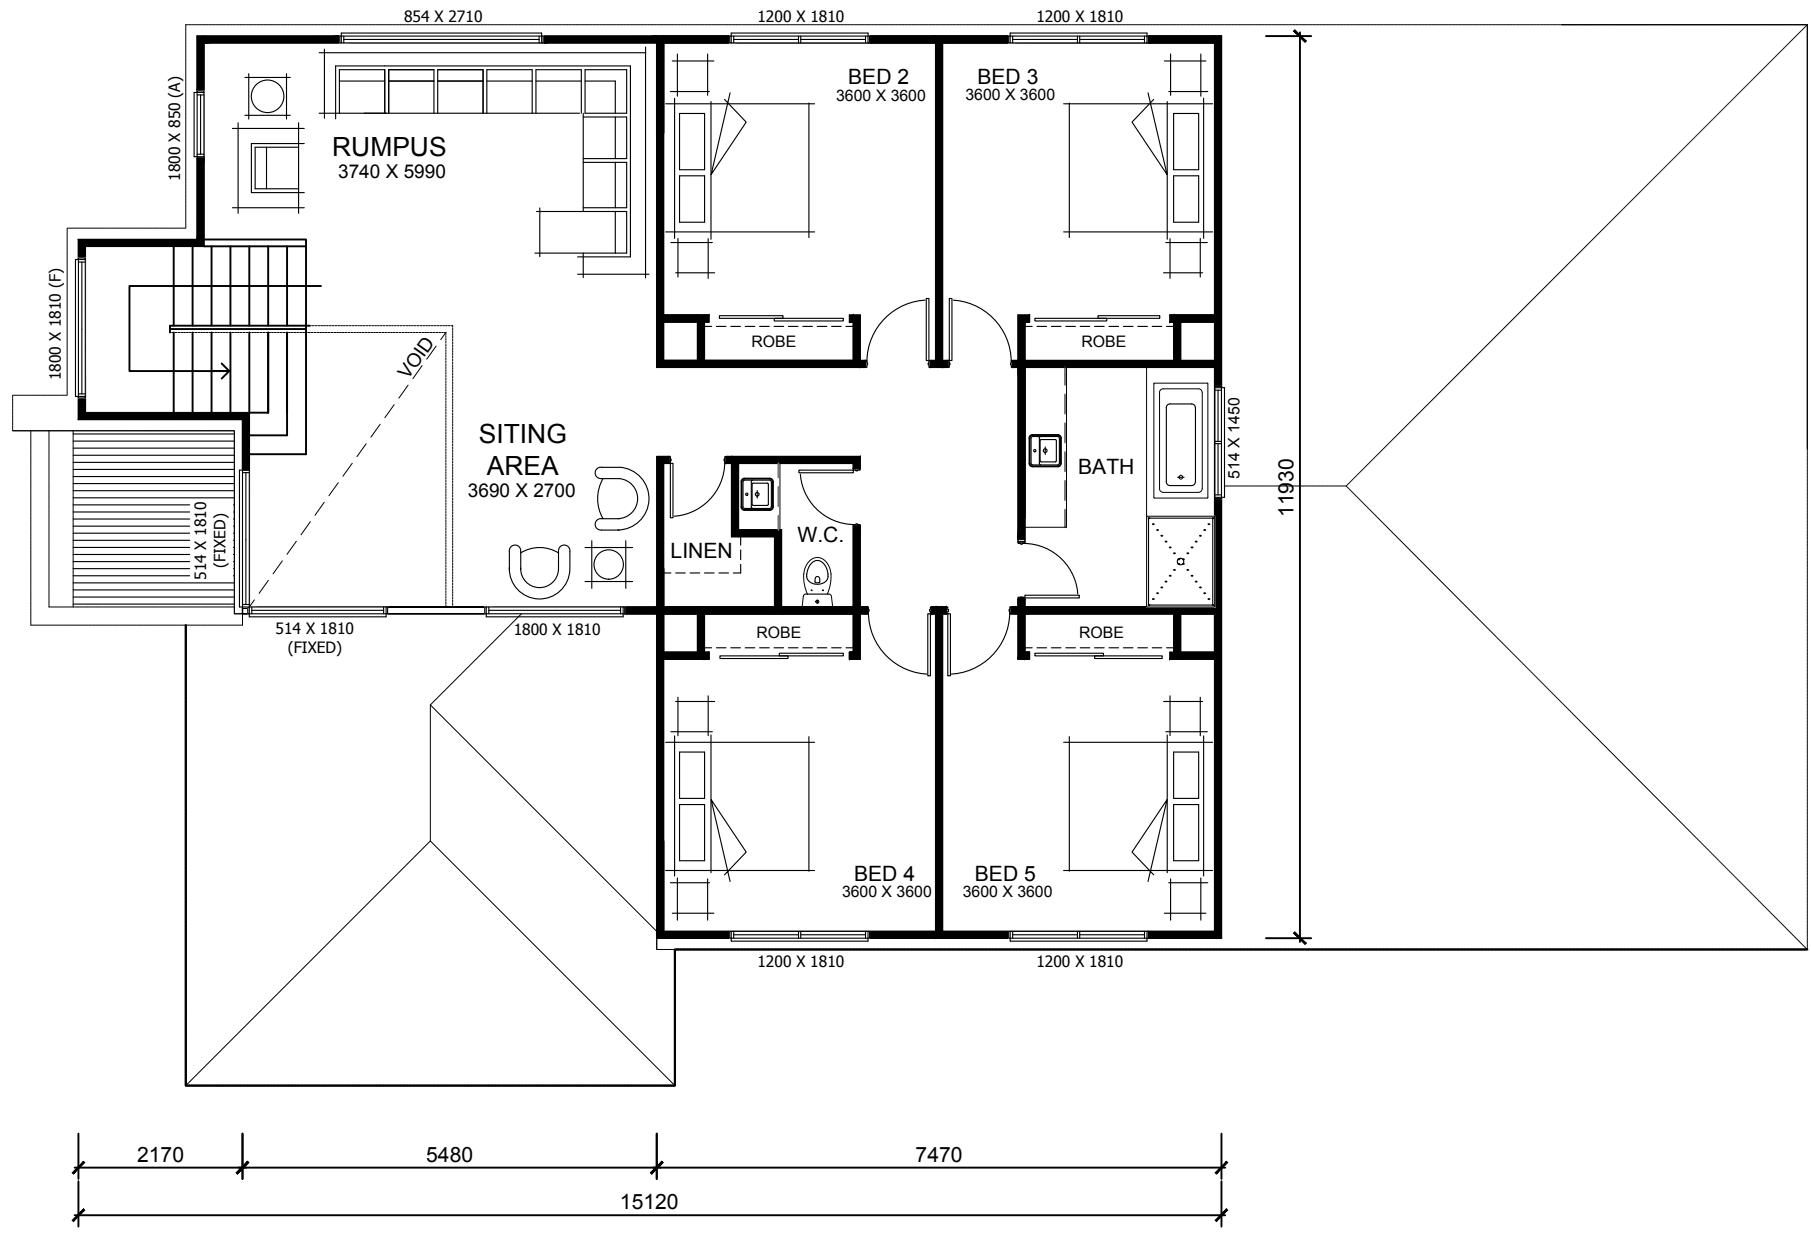 854 X 2710
1200 X 1810
1200 X 1810
1800 X 850 (A)
RUMPUS
3740 X 5990
BED 2
3600 X 3600
BED 3
3600 X 3600
1800 X 1810 (F)
VOID
ROBE
ROBE
SITING
AREA
3690 X 2700
BATH
514 X 1450
11930
514 X 1810
(FIXED)
LINEN
W.C.
514 X 1810
(FIXED)
1800 X 1810
ROBE
ROBE
BED 4
3600 X 3600
BED 5
3600 X 3600
1200 X 1810
1200 X 1810
2170
5480
7470
15120